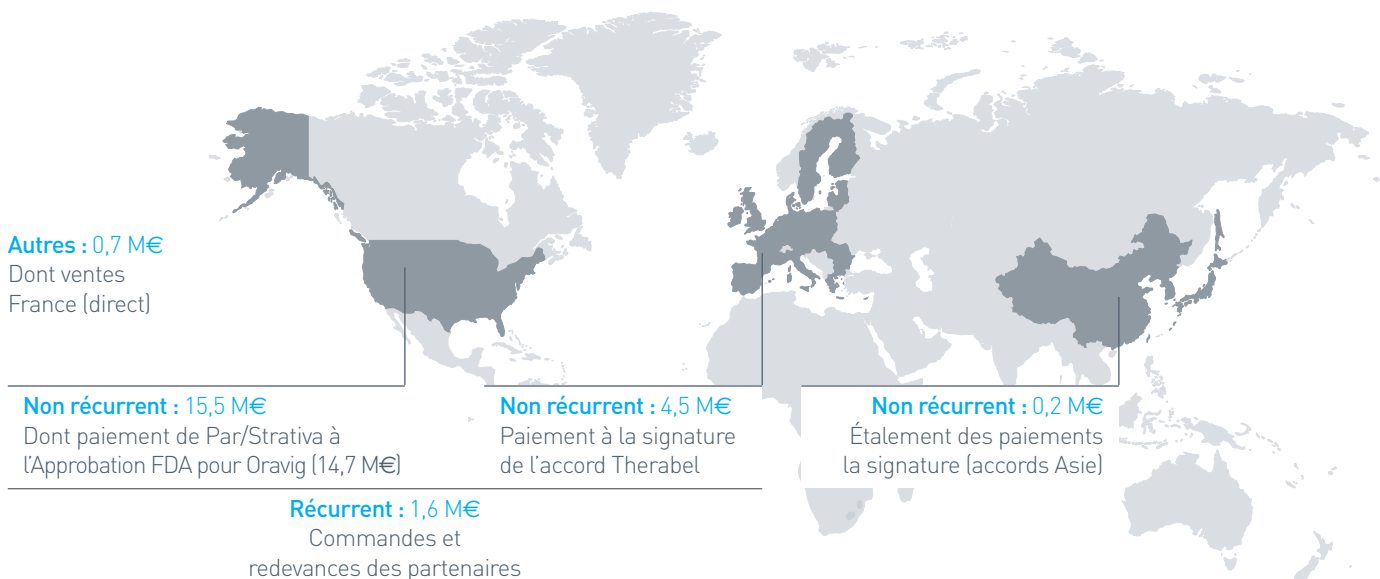 Autres : 0,7 M€
Dont ventes
France (direct)
Non récurrent : 15,5 M€
Dont paiement de Par/Strativa à
l’Approbation FDA pour Oravig (14,7 M€)
Non récurrent : 4,5 M€
Paiement à la signature
de l’accord Therabel
Non récurrent : 0,2 M€
Étalement des paiements
la signature (accords Asie)
Récurrent : 1,6 M€
Commandes et
redevances des partenaires